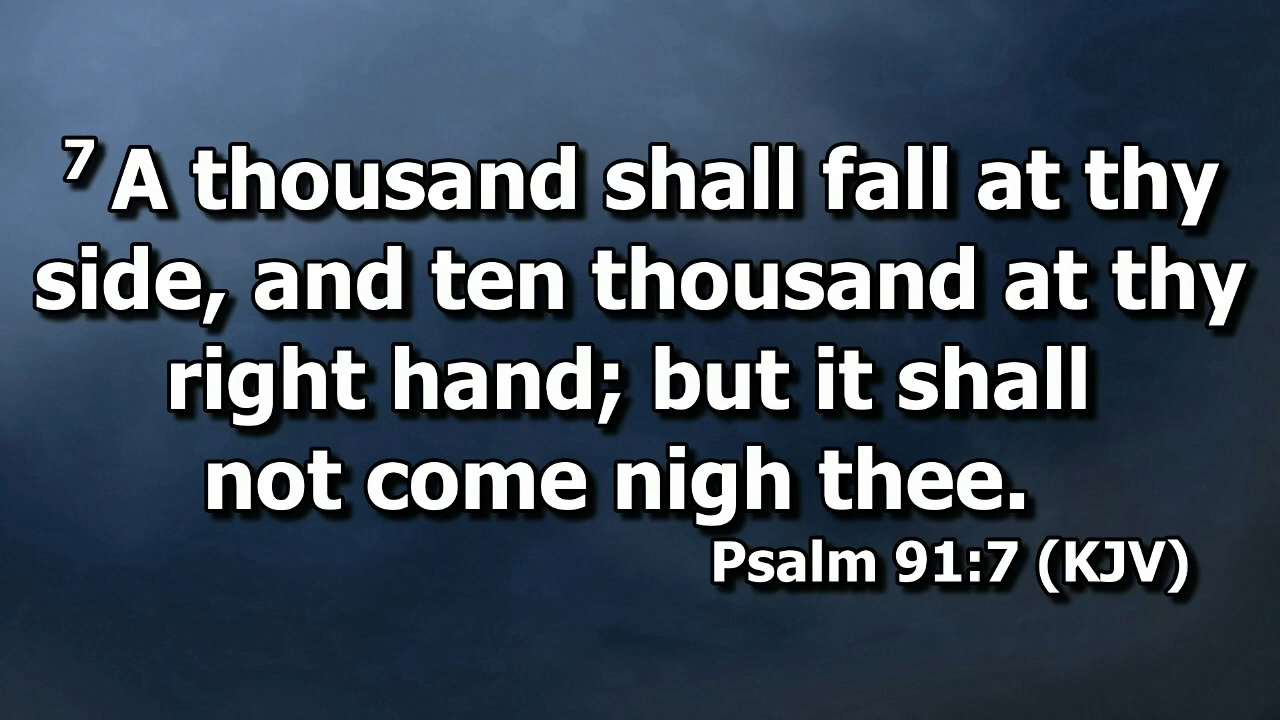 7 A thousand shall fall at thy
side, and ten thousand at thy
right hand; but it shall
not come nigh thee.
Psalm 91:7 (KJV)